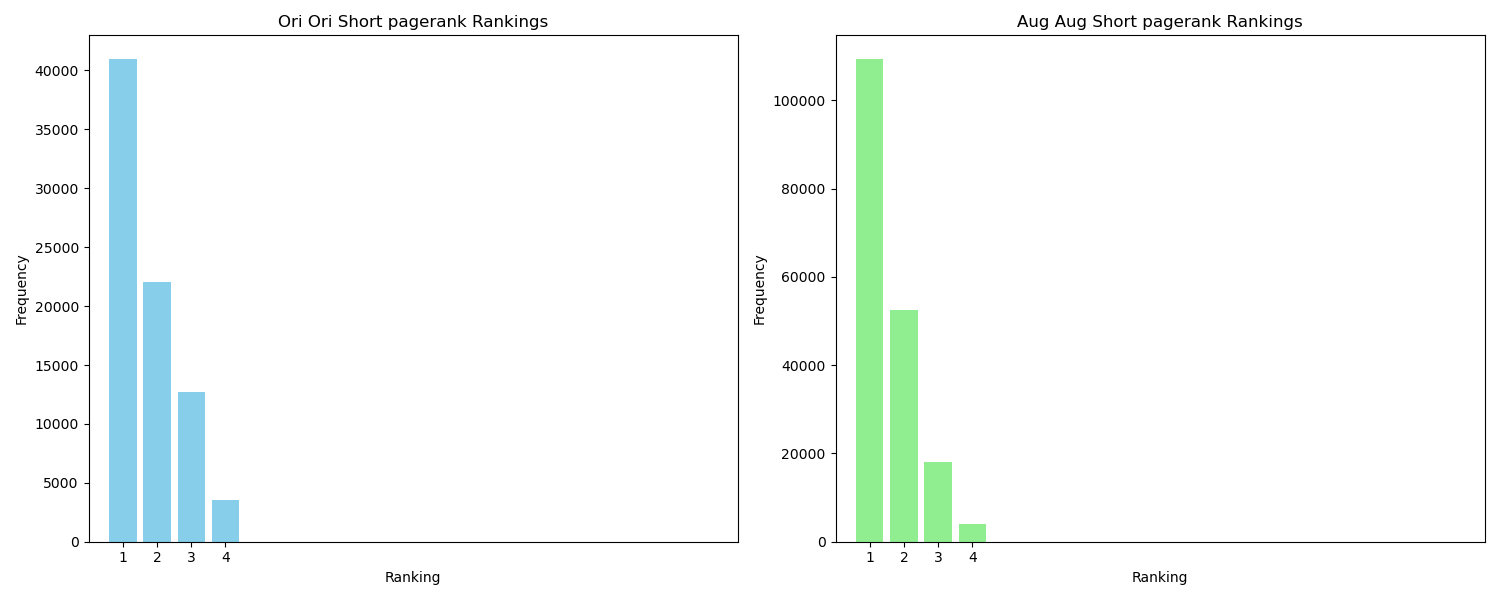 Ori Ori Short pagerank Rankings
40000
35000
30000
25000
20000
15000
10000
5000
0
Frequency
1 2 3 4
Ranking
Aug Aug Short pagerank Rankings
100000
80000
60000
40000
20000
0
Frequency
1 2 3 4
Ranking